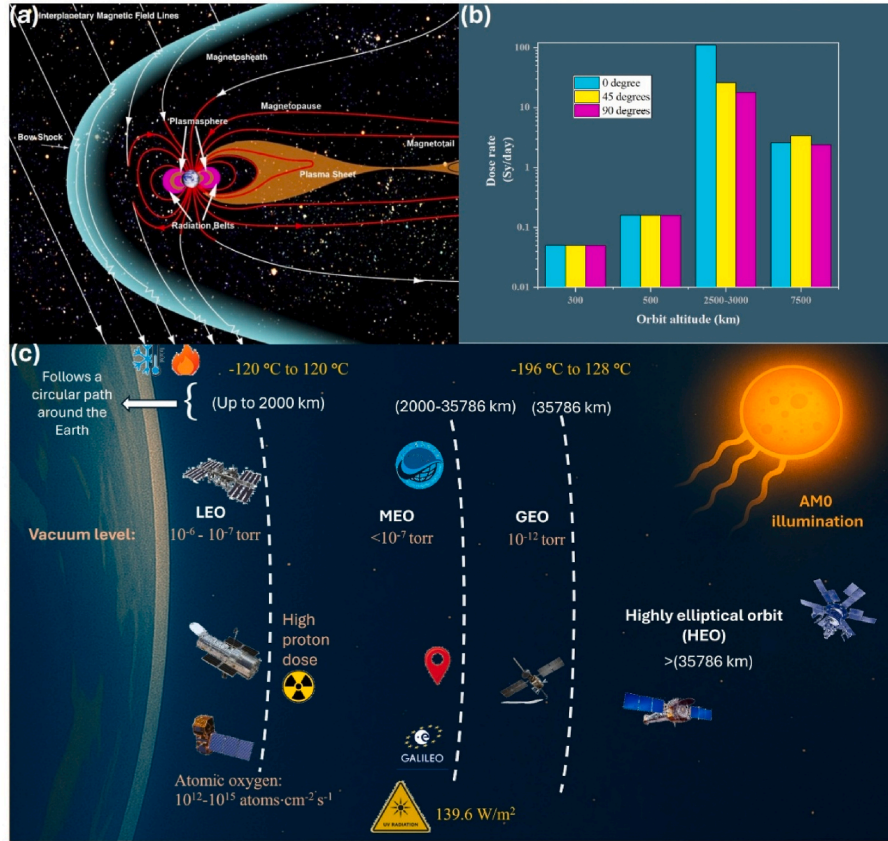 (a)
Interplanetary Magnetic Field Lines
Magnetosheath
Plasmasphere
Magnetopause
Bow Shock
Magnetotail
Plasma Sheet
Radiation Belts
(b)
100
10
1
0.1
0.01
Dose rate
(Sy/day)
0 degree
45 degrees
90 degrees
300
500
2500-3000
7500
Orbit altitude (km)
(c)
Follows a
circular path
around the
Earth
-120 °C to 120 °C
-196 °C to 128 °C
(Up to 2000 km)
(2000-35786 km)
(35786 km)
LEO
MEO
GEO
Vacuum level:
10⁻⁶ - 10⁻⁷ torr
<10⁻⁷ torr
10⁻¹² torr
AM0
illumination
High
proton
dose
Highly elliptical orbit
(HEO)
>(35786 km)
esa
GALILEO
Atomic oxygen:
10¹²-10¹⁵ atoms·cm⁻² s⁻¹
UV RADIATION
139.6 W/m²